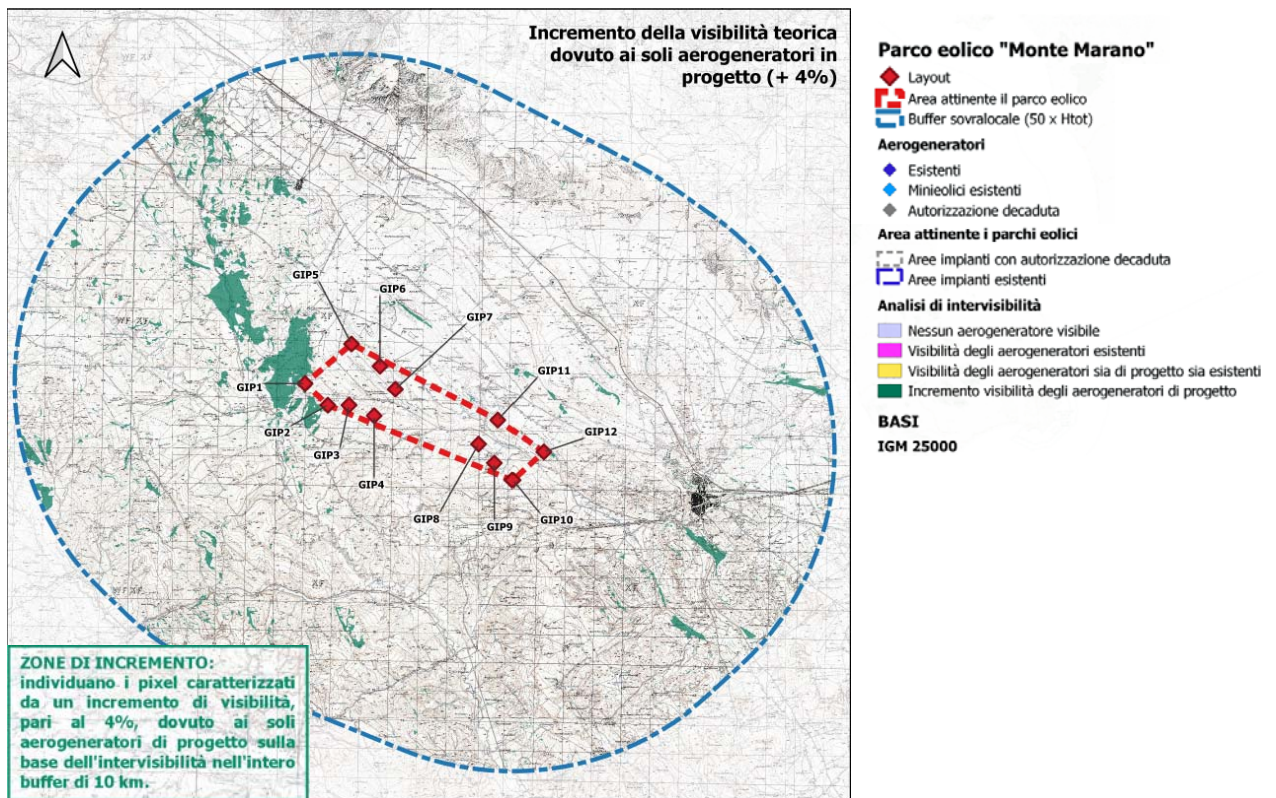 Incremento della visibilità teorica
dovuto ai soli aerogeneratori in
progetto (+ 4%)
GIP5
GIP6
GIP7
GIP1
GIP11
GIP2
GIP12
GIP3
GIP4
GIP8
GIP9
GIP10
ZONE DI INCREMENTO:
individuano i pixel caratterizzati
da un incremento di visibilità,
pari al 4%, dovuto ai soli
aerogeneratori di progetto sulla
base dell'intervisibilità nell'intero
buffer di 10 km.
Parco eolico "Monte Marano"
Layout
Area attinente il parco eolico
Buffer sovralocale (50 x Htot)
Aerogeneratori
Esistenti
Minieolici esistenti
Autorizzazione decaduta
Area attinente i parchi eolici
Aree impianti con autorizzazione decaduta
Aree impianti esistenti
Analisi di intervisibilità
Nessun aerogeneratore visibile
Visibilità degli aerogeneratori esistenti
Visibilità degli aerogeneratori sia di progetto sia esistenti
Incremento visibilità degli aerogeneratori di progetto
BASI
IGM 25000